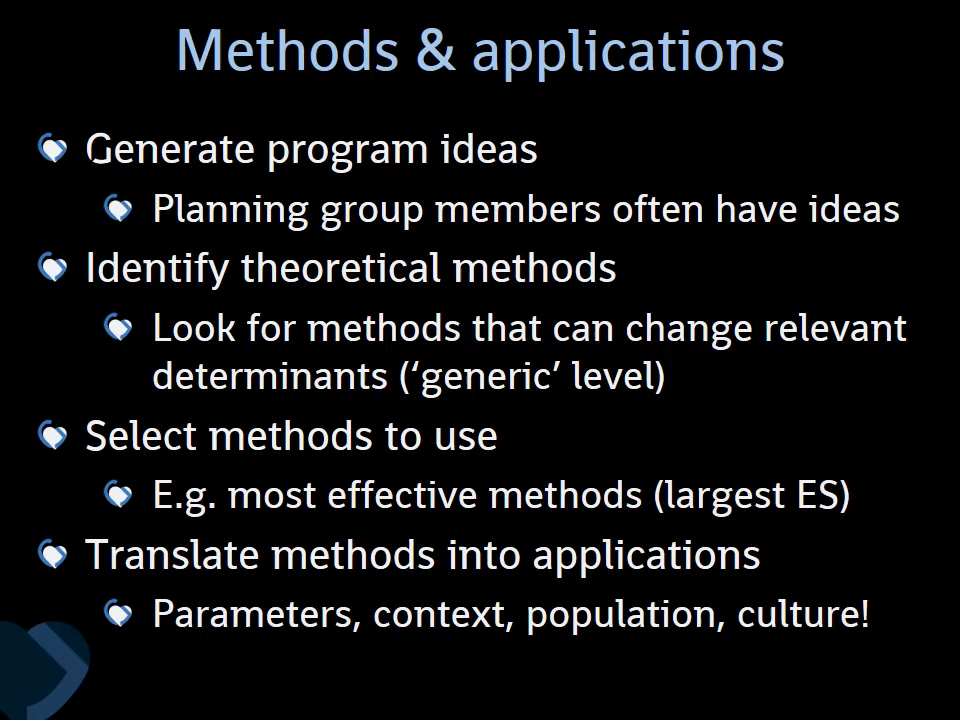 Methods & applications
Generate program ideas
Planning group members often have ideas
Identify theoretical methods
Look for methods that can change relevant
determinants (‘generic’ level)
Select methods to use
E.g. most effective methods (largest ES)
Translate methods into applications
Parameters, context, population, culture!